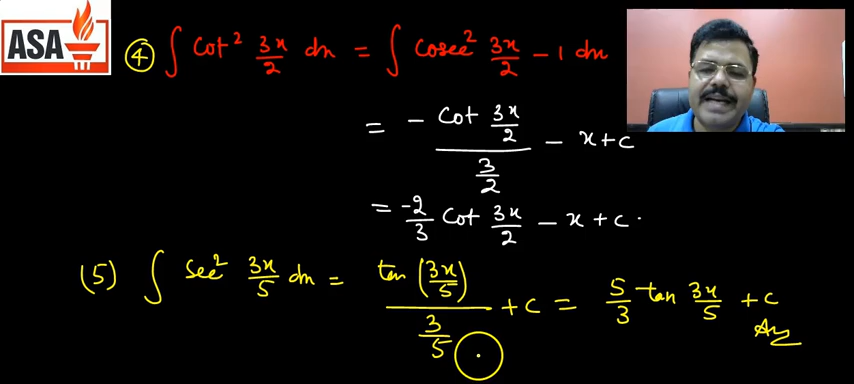 ASA
④ ∫ cot² 3x/2 dx = ∫ cosec² 3x/2 - 1 dx
= - cot 3x/2 / 3/2 - x + c
= -2/3 cot 3x/2 - x + c.
(5) ∫ sec² 3x/5 dx = tan (3x/5) / 3/5 + c = 5/3 tan 3x/5 + c
Ans